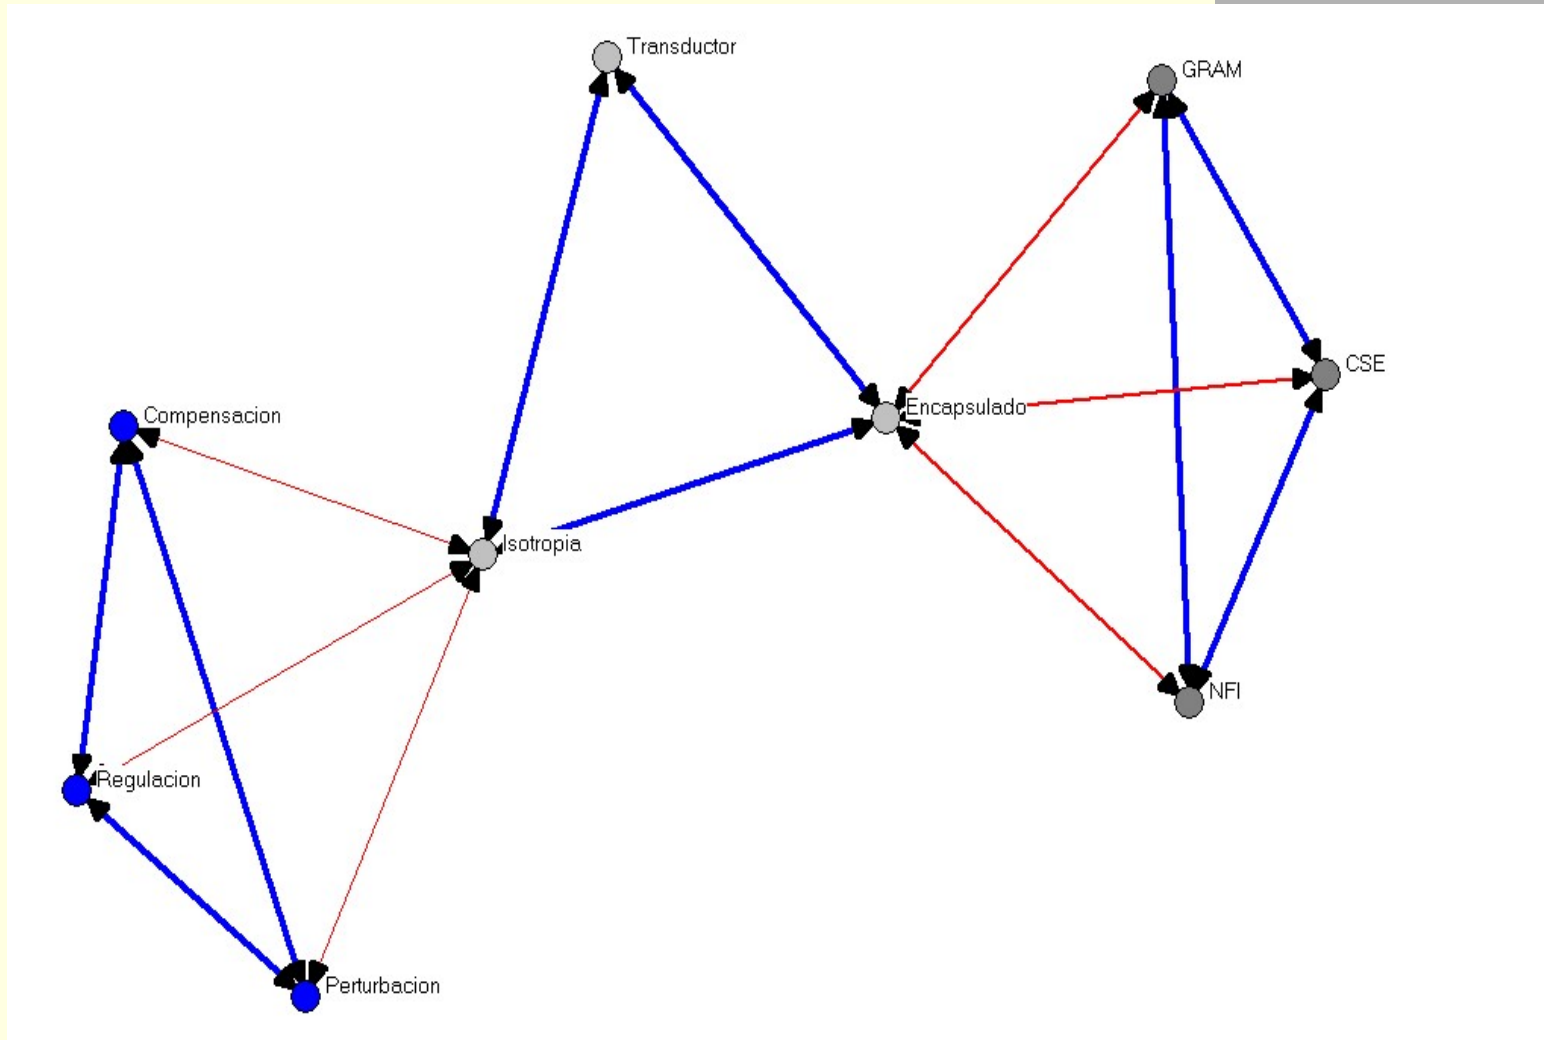 Transductor
GRAM
CSE
Encapsulado
Compensacion
Isotropia
NFI
Regulacion
Perturbacion